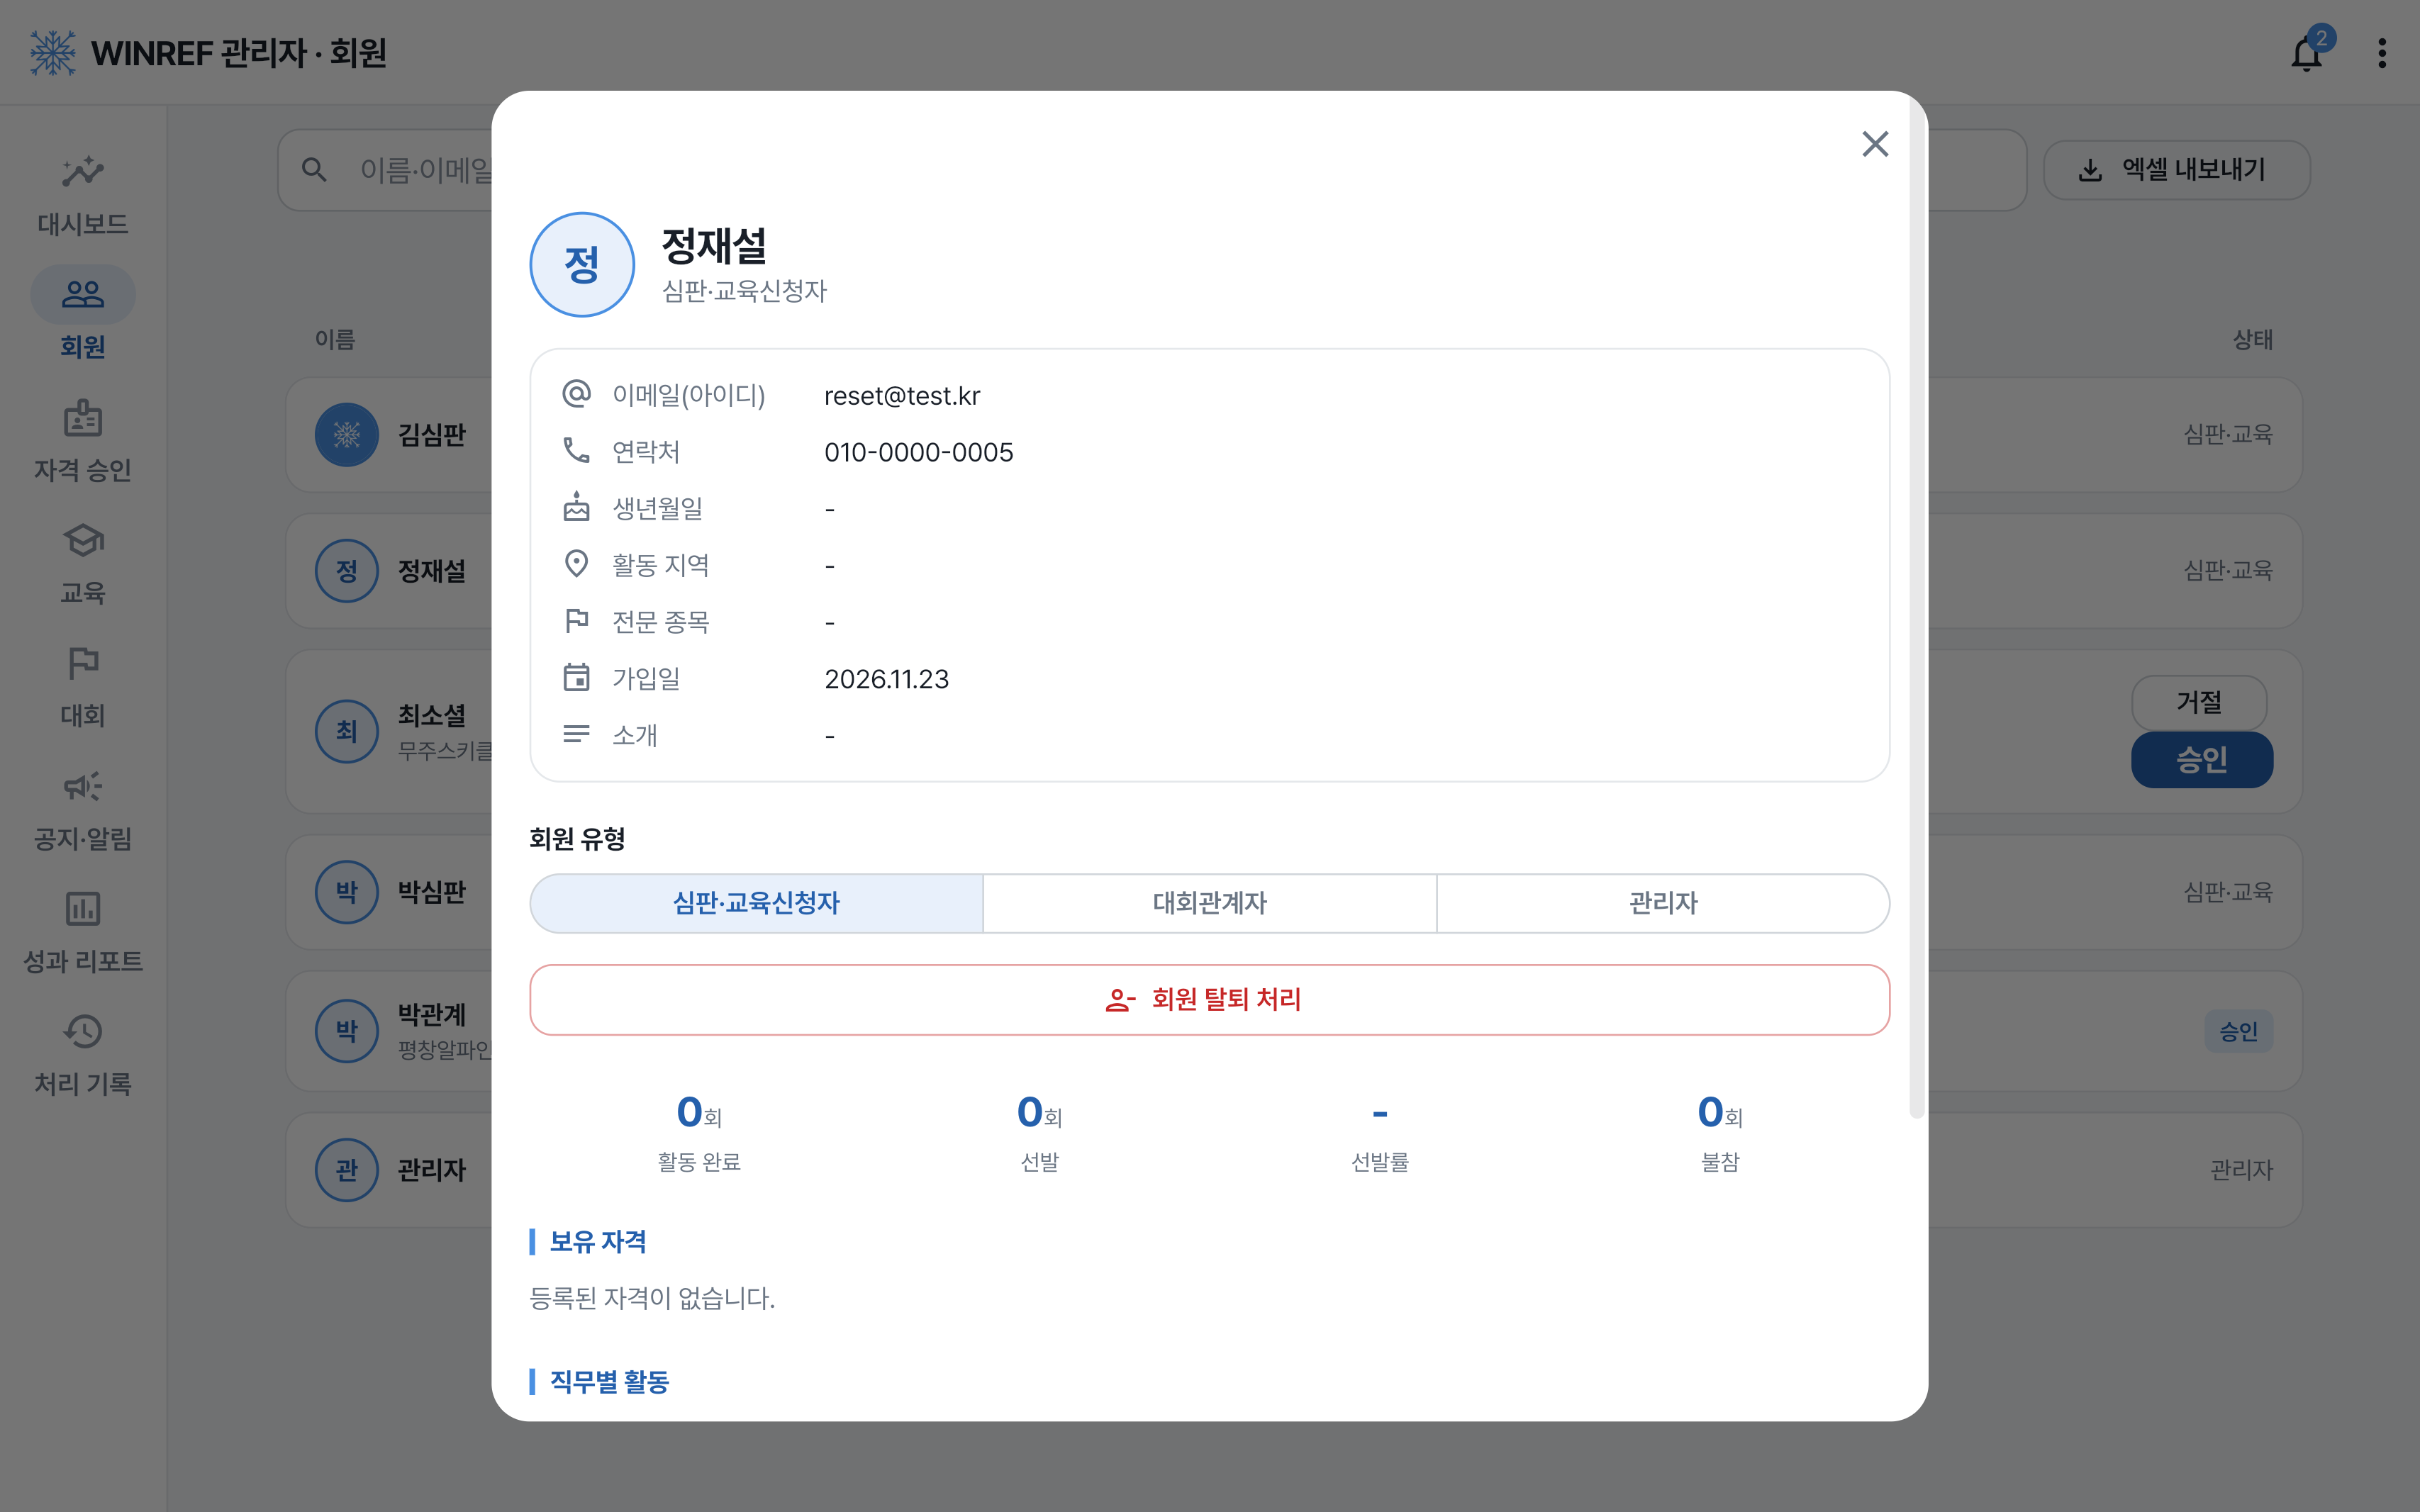 WINREF 관리자 · 회원
2
이름·이메일
엑셀 내보내기
대시보드
회원
자격 승인
교육
대회
공지·알림
성과 리포트
처리 기록
이름
상태
김심판
심판·교육
정
정재설
심판·교육
최
최소셜
무주스키클
거절
승인
박
박심판
심판·교육
박
박관계
평창알파인
승인
관
관리자
관리자
정
정재설
심판·교육신청자
이메일(아이디) reset@test.kr
연락처 010-0000-0005
생년월일 -
활동 지역 -
전문 종목 -
가입일 2026.11.23
소개 -
회원 유형
심판·교육신청자 대회관계자 관리자
회원 탈퇴 처리
0회 0회 - 0회
활동 완료 선발 선발률 불참
보유 자격
등록된 자격이 없습니다.
직무별 활동